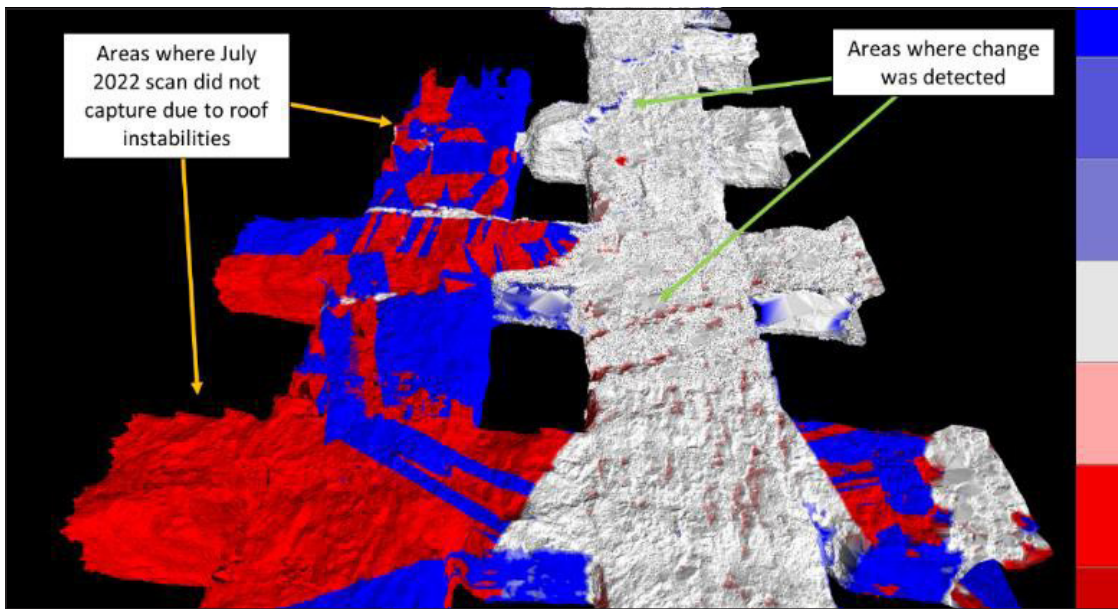 Areas where July
2022 scan did not
capture due to roof
instabilities
Areas where change
was detected